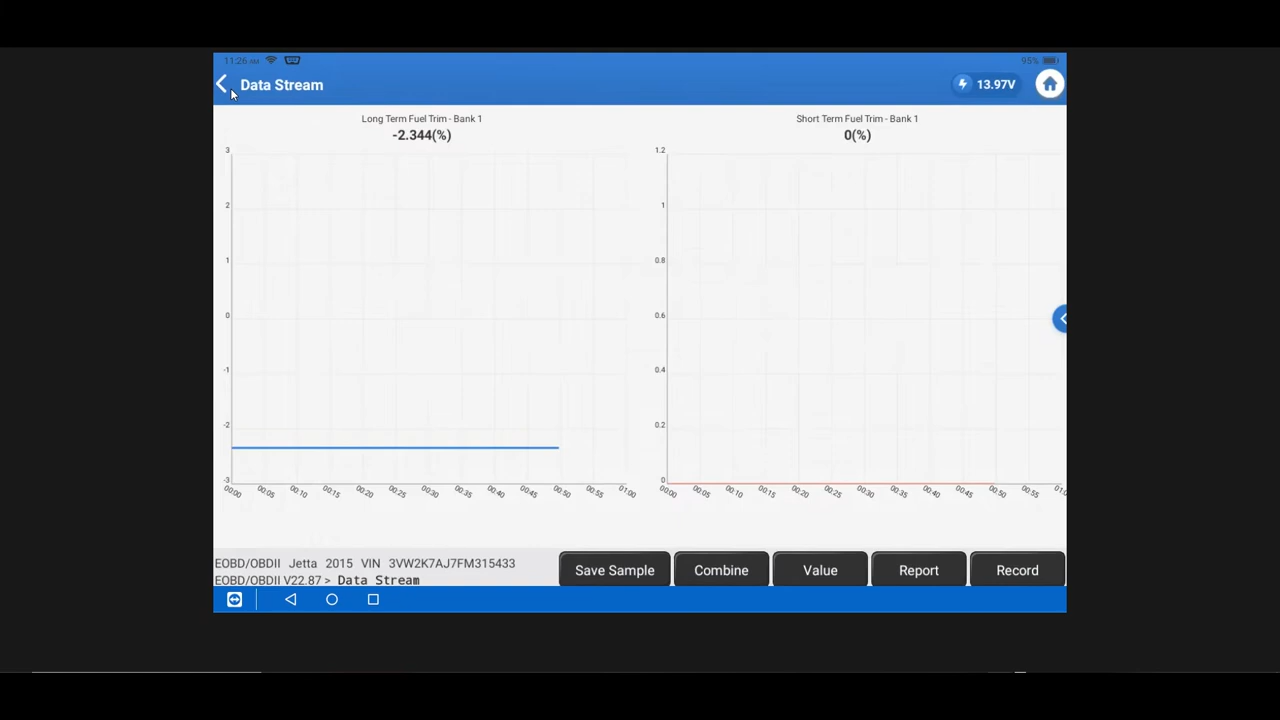 11:26 AM
95%
Data Stream
13.97V
Long Term Fuel Trim - Bank 1
-2.344(%)
3
2
1
0
-1
-2
-3
00:00 00:05 00:10 00:15 00:20 00:25 00:30 00:35 00:40 00:45 00:50 00:55 01:00
Short Term Fuel Trim - Bank 1
0(%)
1.2
1
0.8
0.6
0.4
0.2
0
00:00 00:05 00:10 00:15 00:20 00:25 00:30 00:35 00:40 00:45 00:50 00:55 01:0
EOBD/OBDII Jetta 2015 VIN 3VW2K7AJ7FM315433
EOBD/OBDII V22.87 > Data Stream
Save Sample
Combine
Value
Report
Record